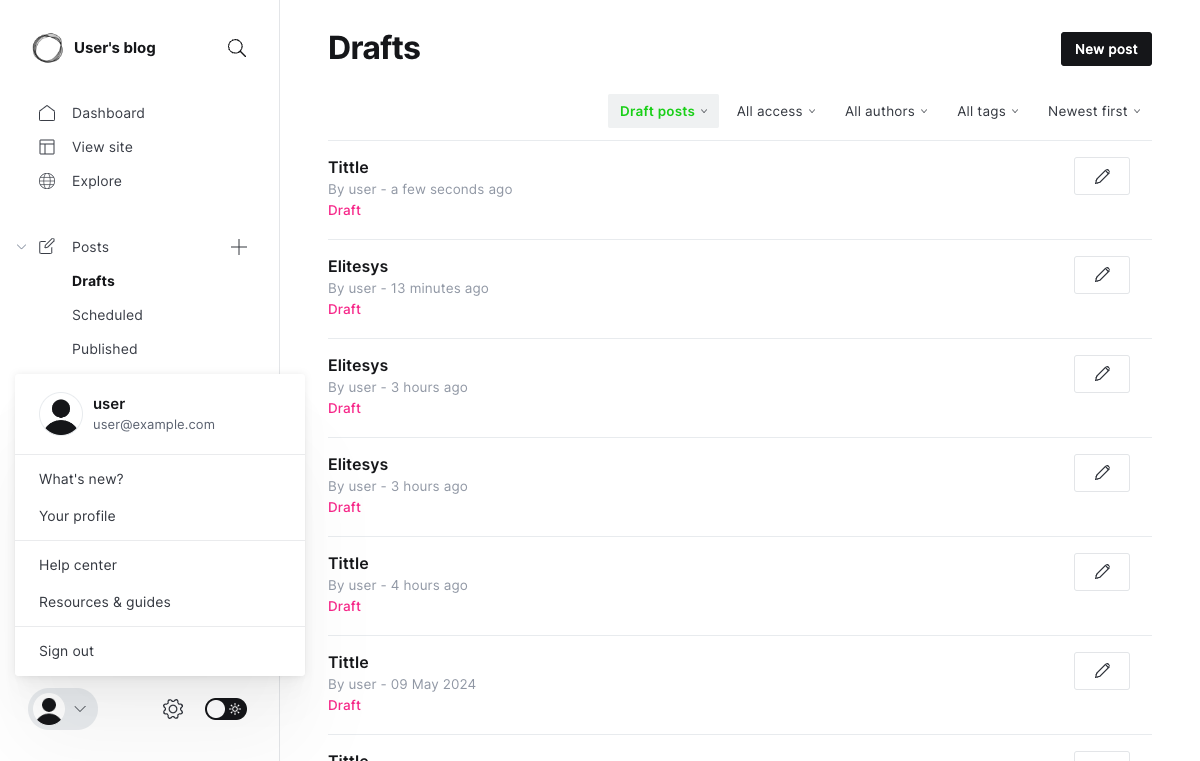 User's blog
Dashboard
View site
Explore
Posts
Drafts
Scheduled
Published
user
user@example.com
What's new?
Your profile
Help center
Resources & guides
Sign out
Drafts
New post
Draft posts
All access
All authors
All tags
Newest first
Tittle
By user - a few seconds ago
Draft
Elitesys
By user - 13 minutes ago
Draft
Elitesys
By user - 3 hours ago
Draft
Elitesys
By user - 3 hours ago
Draft
Tittle
By user - 4 hours ago
Draft
Tittle
By user - 09 May 2024
Draft
Tittle